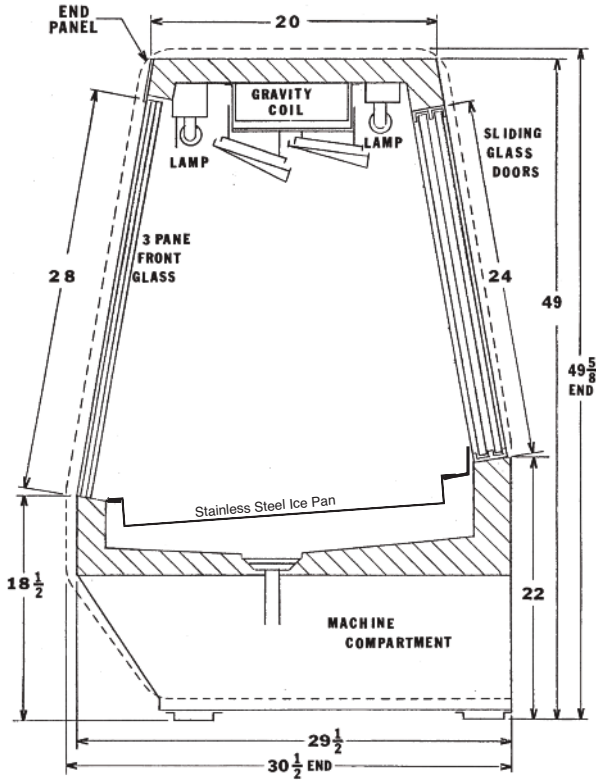 END
PANEL
20
GRAVITY
COIL
LAMP
LAMP
SLIDING
GLASS
DOORS
3 PANE
FRONT
GLASS
28
24
49
49 5/8
END
Stainless Steel Ice Pan
18 1/2
22
MACHINE
COMPARTMENT
29 1/2
30 1/2 END